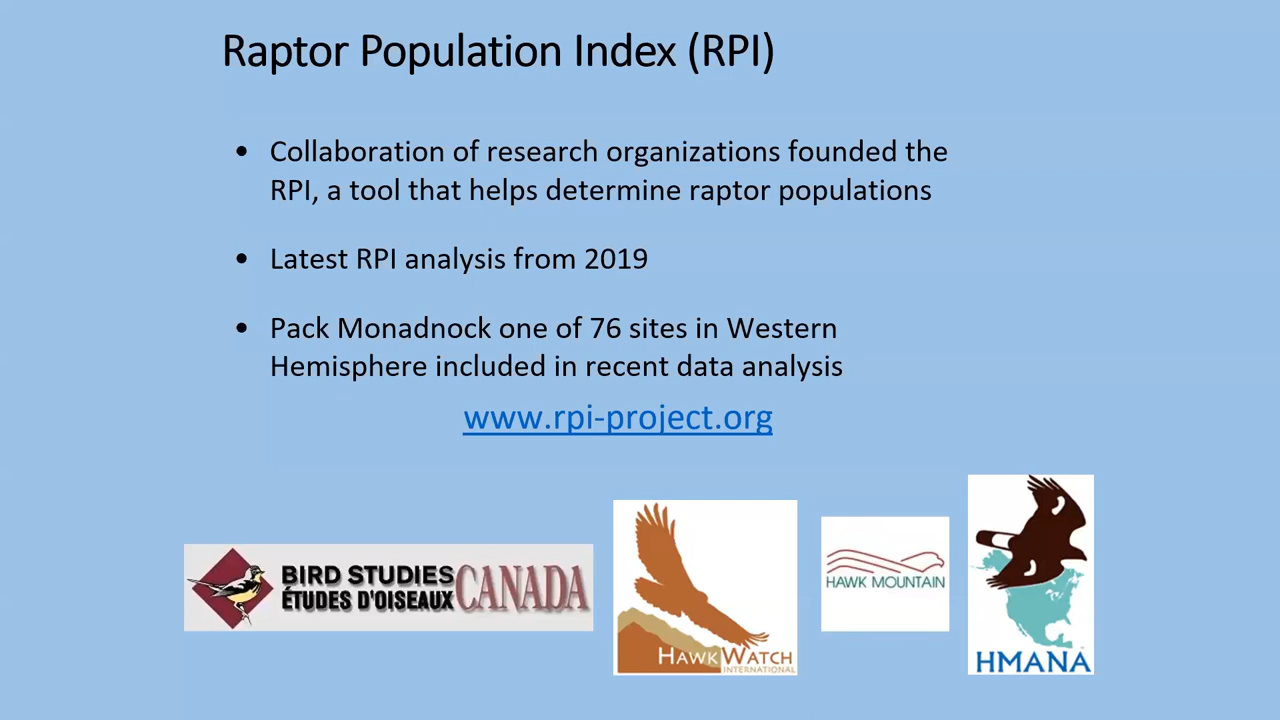 Raptor Population Index (RPI)
• Collaboration of research organizations founded the
RPI, a tool that helps determine raptor populations
• Latest RPI analysis from 2019
• Pack Monadnock one of 76 sites in Western
Hemisphere included in recent data analysis
www.rpi-project.org
BIRD STUDIES
ÉTUDES D'OISEAUX
CANADA
HAWKWATCH
INTERNATIONAL
HAWK MOUNTAIN
HMANA